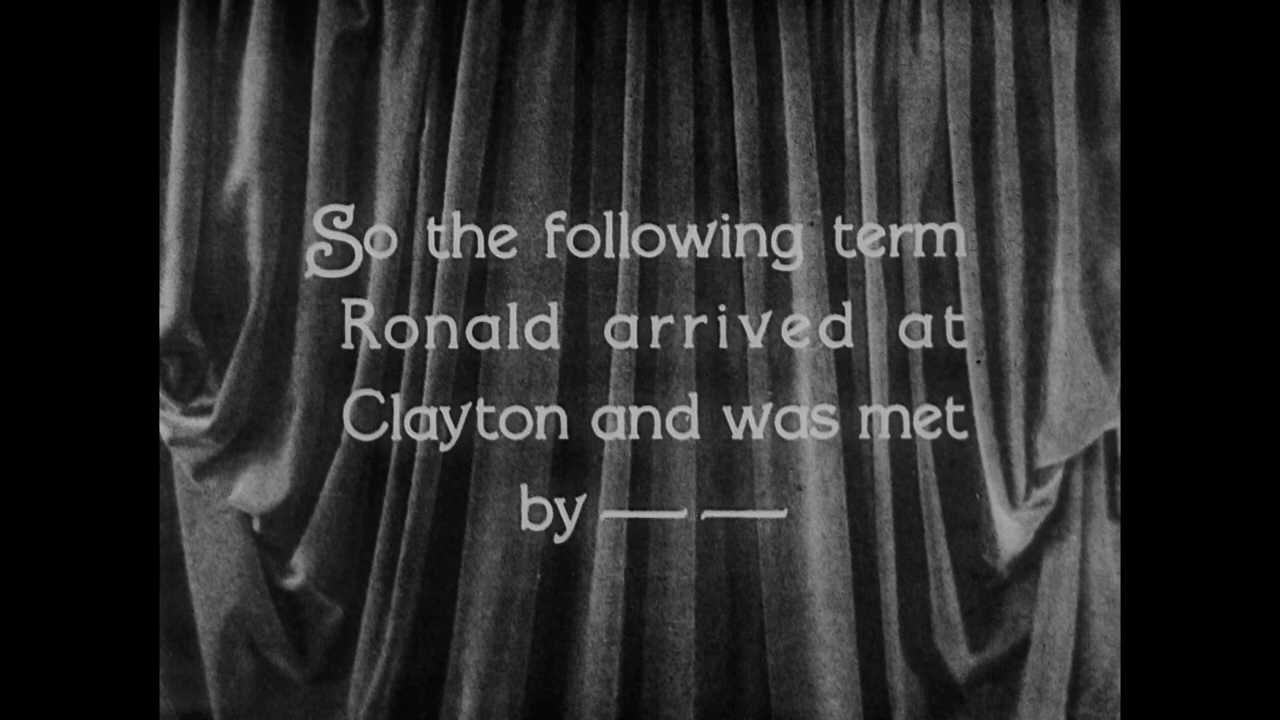 So the following term
Ronald arrived at
Clayton and was met
by — —